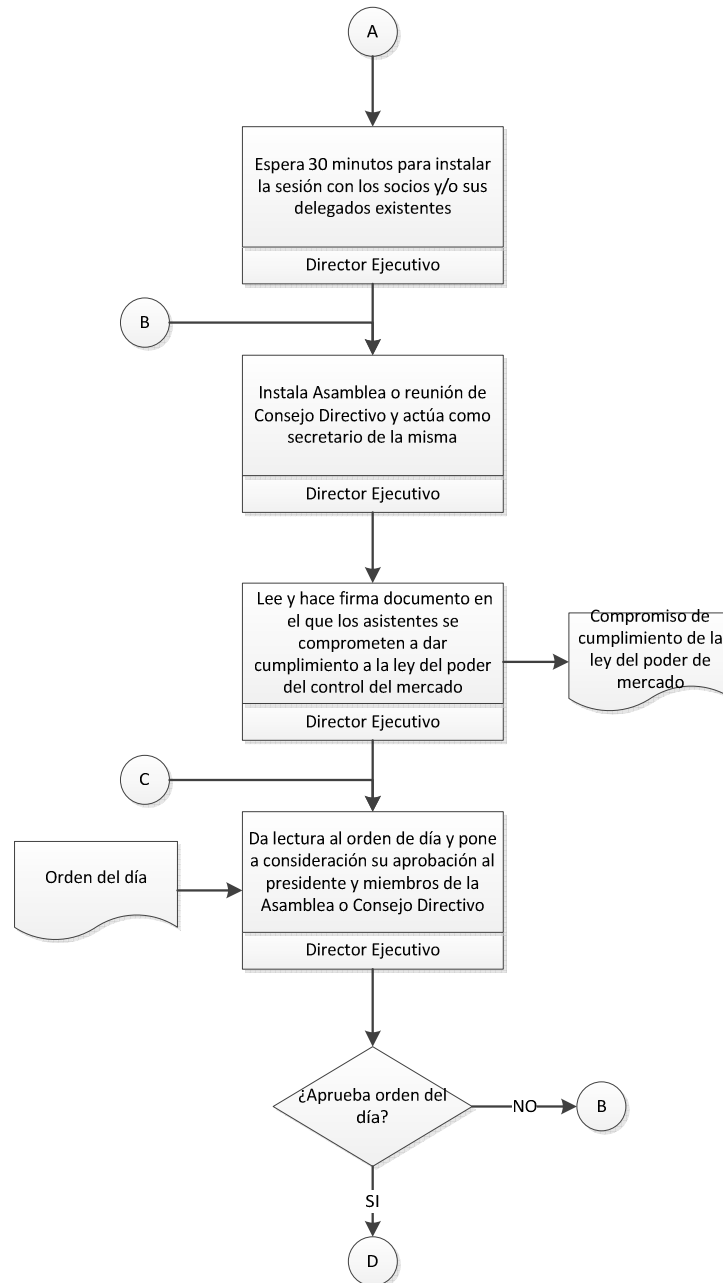 A
Espera 30 minutos para instalar
la sesión con los socios y/o sus
delegados existentes
Director Ejecutivo
B
Instala Asamblea o reunión de
Consejo Directivo y actúa como
secretario de la misma
Director Ejecutivo
Lee y hace firma documento en
el que los asistentes se
comprometen a dar
cumplimiento a la ley del poder
del control del mercado
Director Ejecutivo
Compromiso de
cumplimiento de la
ley del poder de
mercado
C
Da lectura al orden de día y pone
a consideración su aprobación al
presidente y miembros de la
Asamblea o Consejo Directivo
Director Ejecutivo
Orden del día
¿Aprueba orden del
día?
NO
B
SI
D